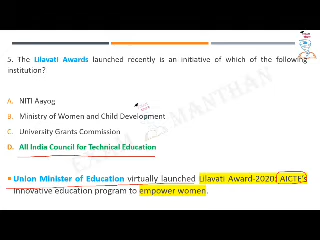 5. The Lilavati Awards launched recently is an initiative of which of the following
institution?
A. NITI Aayog
B. Ministry of Women and Child Development
C. University Grants Commission
D. All India Council for Technical Education
Union Minister of Education virtually launched Lilavati Award-2020: AICTE's
innovative education program to empower women.
MANTHAN